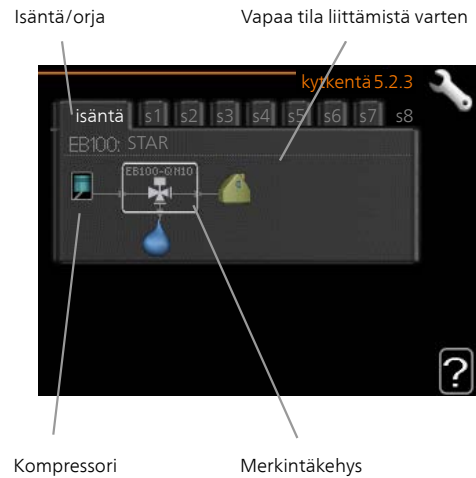 Isäntä/orja
Vapaa tila liittämistä varten
kytkentä 5.2.3
isäntä s1 s2 s3 s4 s5 s6 s7 s8
EB100: STAR
EB100-QN10
?
Kompressori
Merkintäkehys